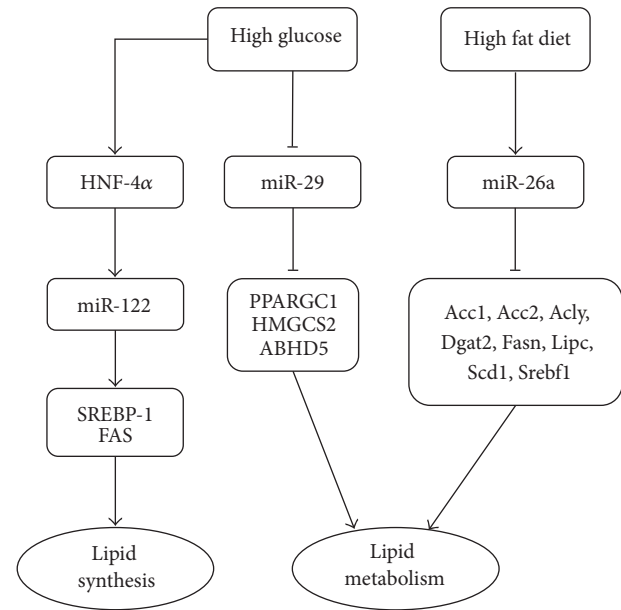 High glucose
High fat diet
HNF-4α
miR-29
miR-26a
miR-122
PPARGC1
HMGCS2
ABHD5
Acc1, Acc2, Acly,
Dgat2, Fasn, Lipc,
Scd1, Srebf1
SREBP-1
FAS
Lipid
synthesis
Lipid
metabolism